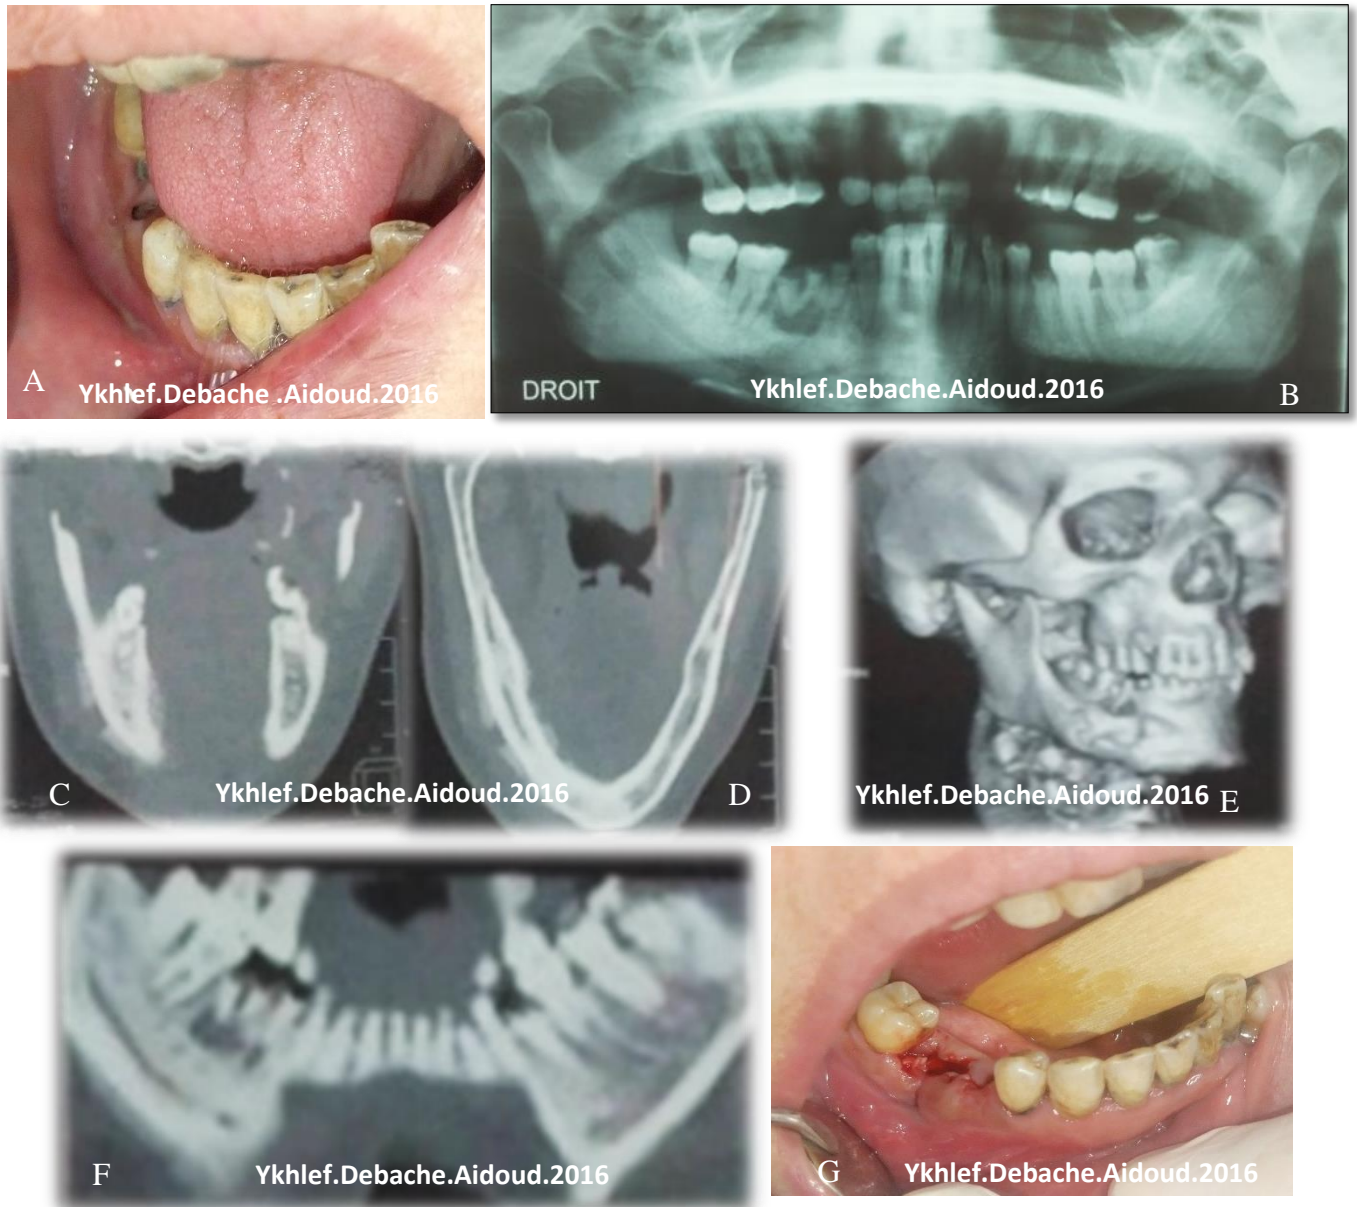 A
Ykhlef.Debache .Aidoud.2016
DROIT
Ykhlef.Debache.Aidoud.2016
B
C
Ykhlef.Debache.Aidoud.2016
D
Ykhlef.Debache.Aidoud.2016
E
F
Ykhlef.Debache.Aidoud.2016
G
Ykhlef.Debache.Aidoud.2016